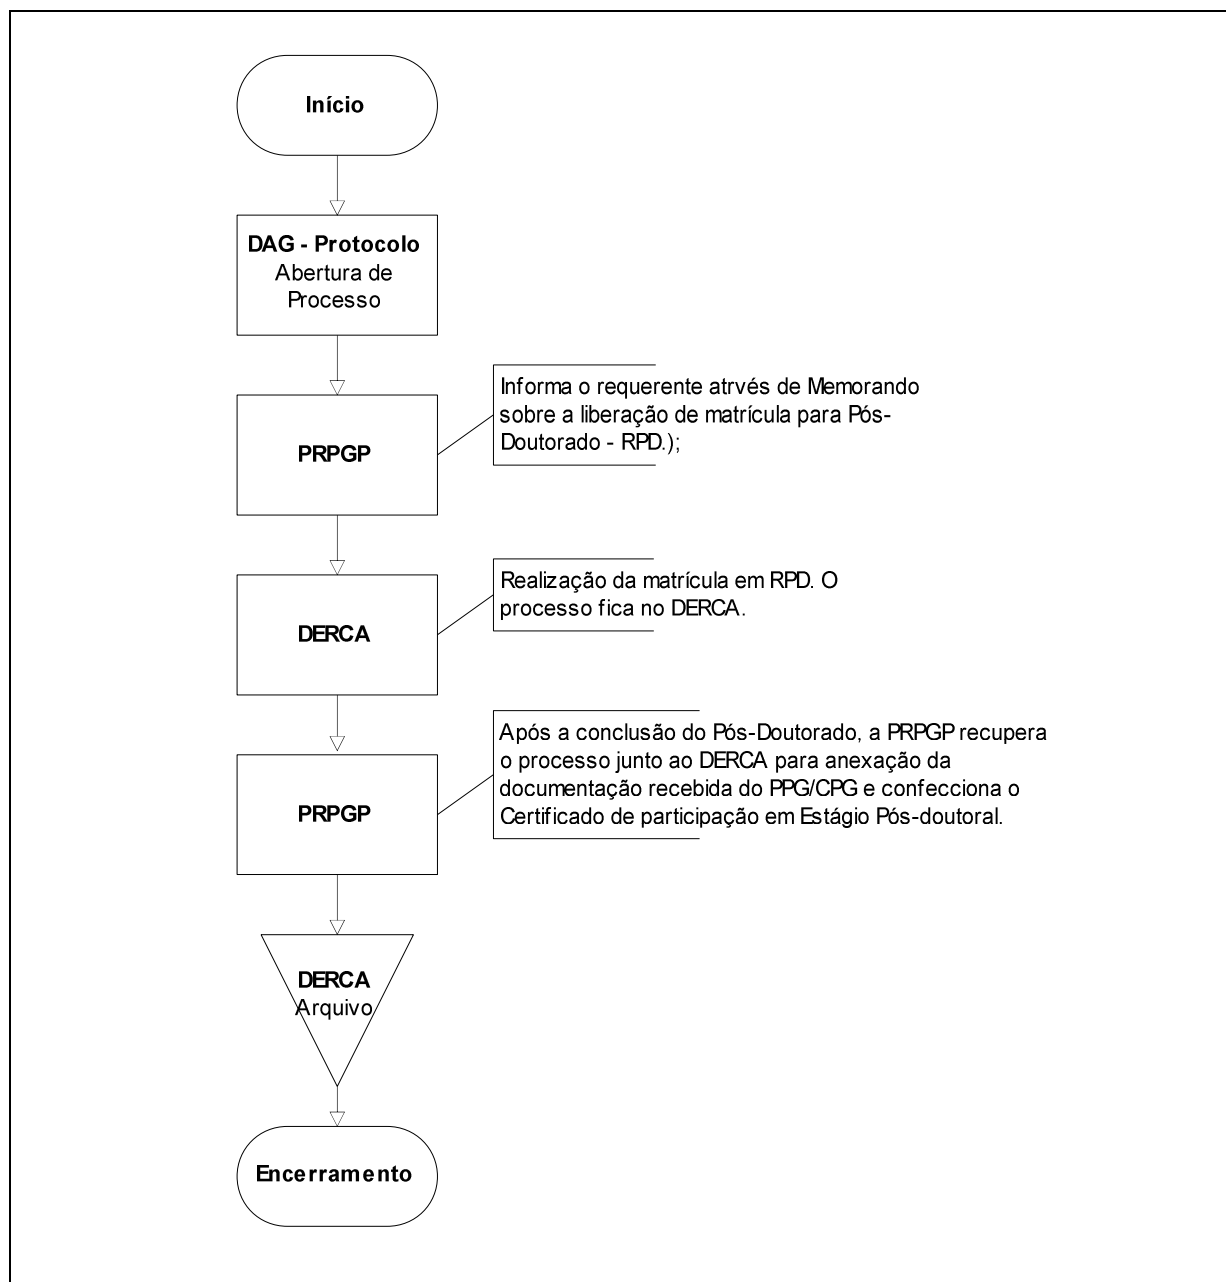 Início
DAG - Protocolo
Abertura de
Processo
PRPGP
Informa o requerente atrvés de Memorando
sobre a liberação de matrícula para Pós-
Doutorado - RPD.);
DERCA
Realização da matrícula em RPD. O
processo fica no DERCA.
PRPGP
Após a conclusão do Pós-Doutorado, a PRPGP recupera
o processo junto ao DERCA para anexação da
documentação recebida do PPG/CPG e confecciona o
Certificado de participação em Estágio Pós-doutoral.
DERCA
Arquivo
Encerramento